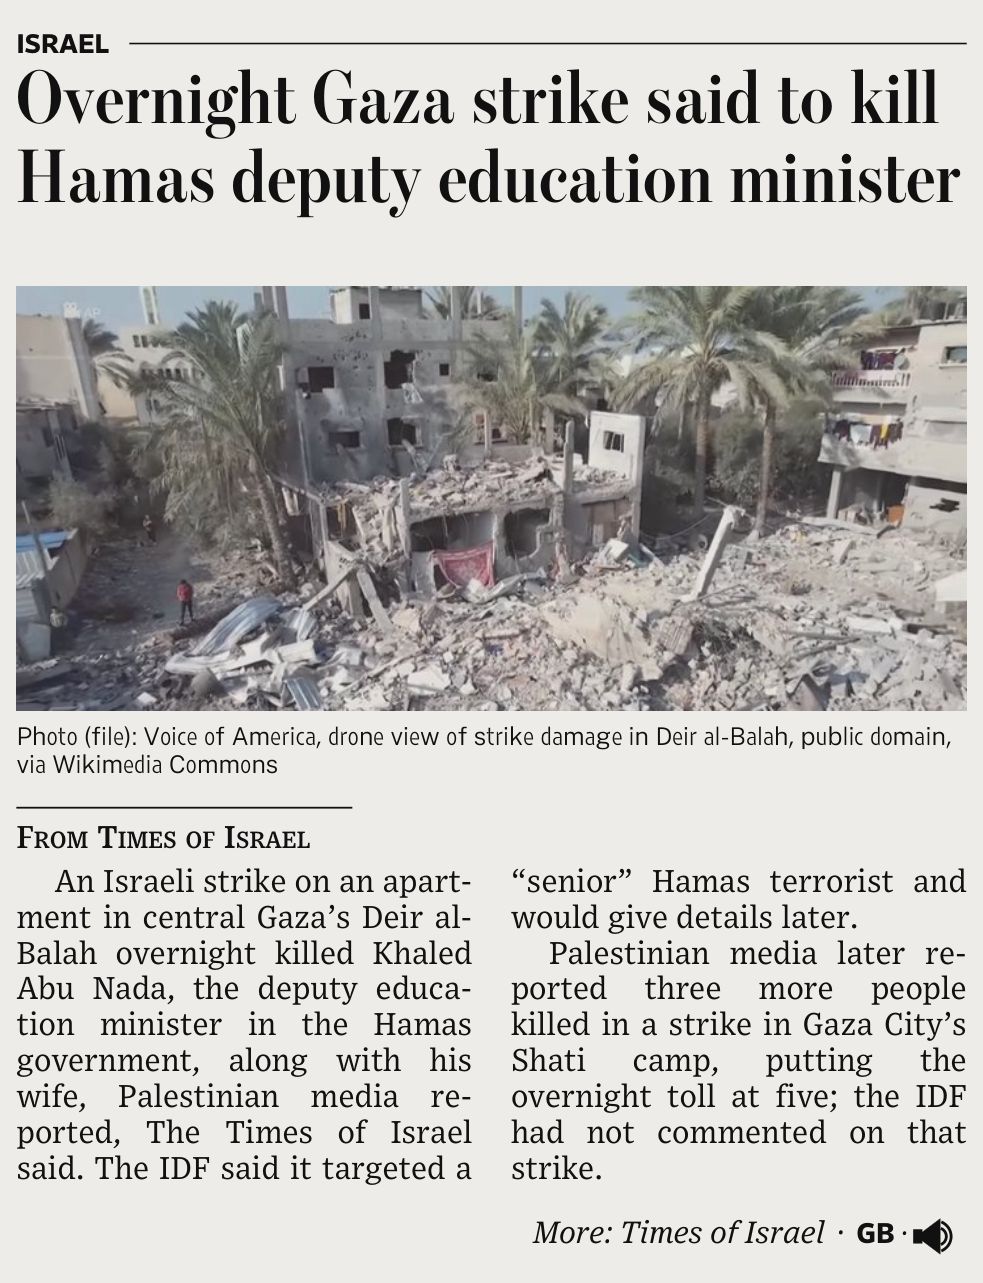 ISRAEL
Overnight Gaza strike said to kill
Hamas deputy education minister
AP
Photo (file): Voice of America, drone view of strike damage in Deir al-Balah, public domain,
via Wikimedia Commons
FROM TIMES OF ISRAEL
An Israeli strike on an apart-
ment in central Gaza’s Deir al-
Balah overnight killed Khaled
Abu Nada, the deputy educa-
tion minister in the Hamas
government, along with his
wife, Palestinian media re-
ported, The Times of Israel
said. The IDF said it targeted a
“senior” Hamas terrorist and
would give details later.
Palestinian media later re-
ported three more people
killed in a strike in Gaza City’s
Shati camp, putting the
overnight toll at five; the IDF
had not commented on that
strike.
More: Times of Israel · GB ·